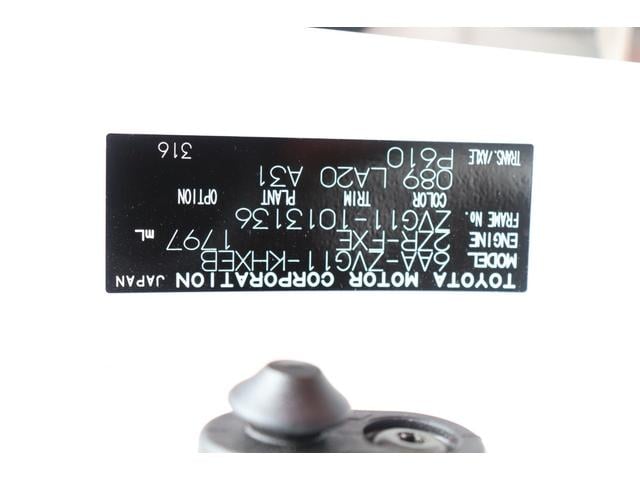 TOYOTA MOTOR CORPORATION JAPAN
MODEL 6AA-ZVG11-KHXEB
ENGINE 2ZR-FXE 1797 mL
FRAME No. ZVG11-1013136
COLOR TRIM PLANT OPTION
089 LA20 A31
TRANS./AXLE P610
316